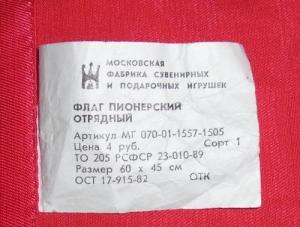 МОСКОВСКАЯ
ФАБРИКА СУВЕНИРНЫХ
И ПОДАРОЧНЫХ ИГРУШЕК
ФЛАГ ПИОНЕРСКИЙ
ОТРЯДНЫЙ
Артикул МГ 070-01-1557-1505
Цена 4 руб. Сорт 1
ТО 205 РСФСР 23-010-89
Размер 60 х 45 см
ОСТ 17-915-82 ОТК